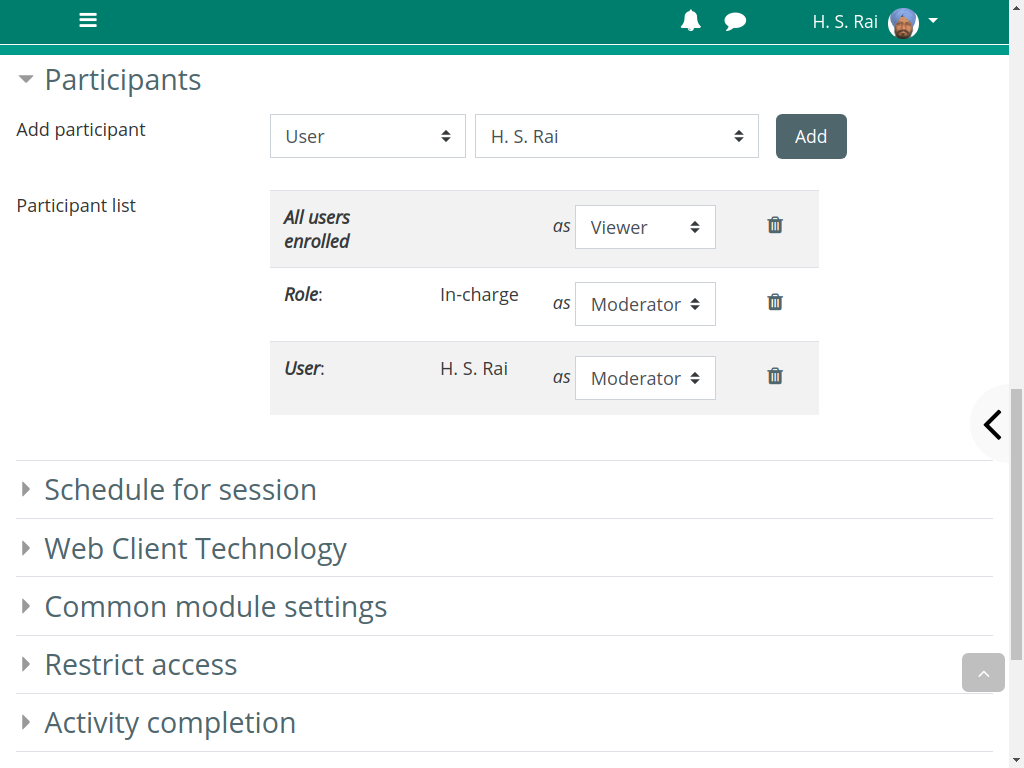 H. S. Rai
Participants
Add participant
User
H. S. Rai
Add
Participant list
All users
enrolled
as
Viewer
Role:
In-charge
as
Moderator
User:
H. S. Rai
as
Moderator
Schedule for session
Web Client Technology
Common module settings
Restrict access
Activity completion